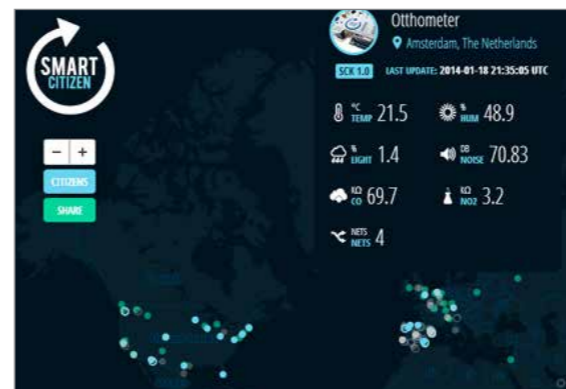 SMART
CITIZEN
− +
CITIZENS
SHARE
Otthometer
Amsterdam, The Netherlands
SCK 1.0 LAST UPDATE: 2014-01-18 21:35:05 UTC
°C TEMP 21.5
% HUM 48.9
% LIGHT 1.4
DB NOISE 70.83
KΩ CO 69.7
KΩ NO2 3.2
NETS NETS 4